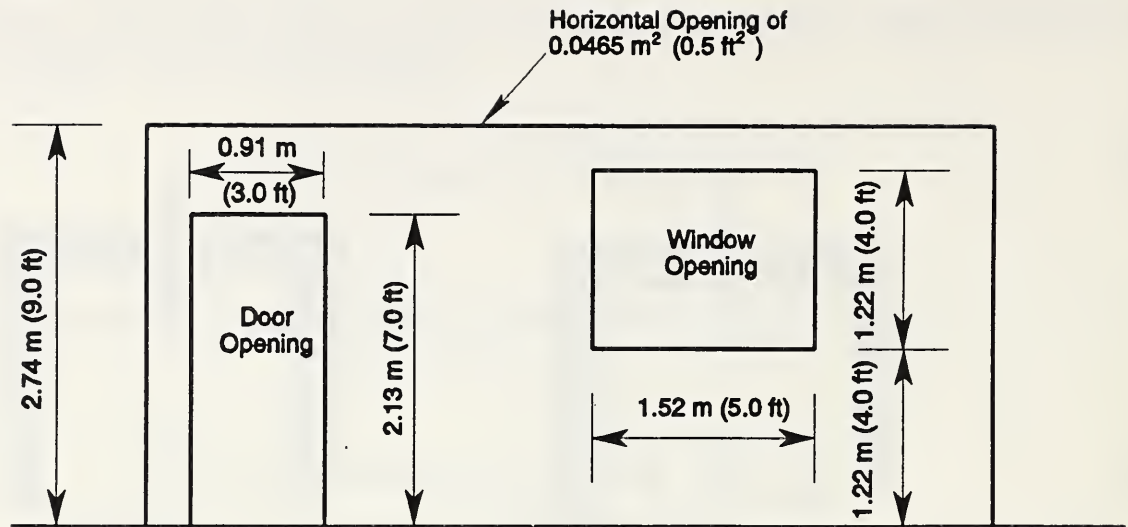 Horizontal Opening of
0.0465 m² (0.5 ft²)
0.91 m
(3.0 ft)
2.74 m (9.0 ft)
Door
Opening
2.13 m (7.0 ft)
Window
Opening
1.22 m (4.0 ft)
1.52 m (5.0 ft)
1.22 m (4.0 ft)